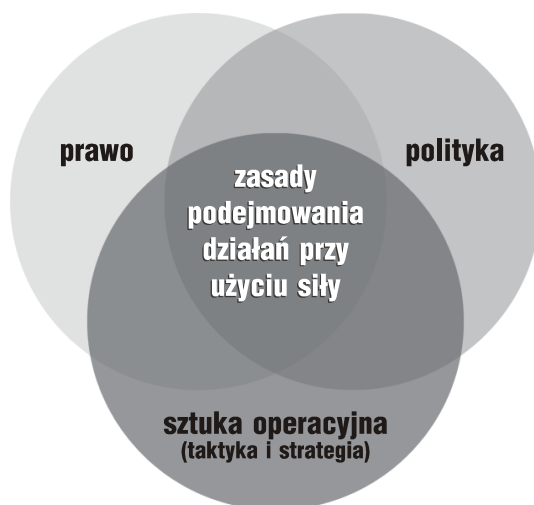 prawo
polityka
zasady
podejmowania
działań przy
użyciu siły
sztuka operacyjna
(taktyka i strategia)